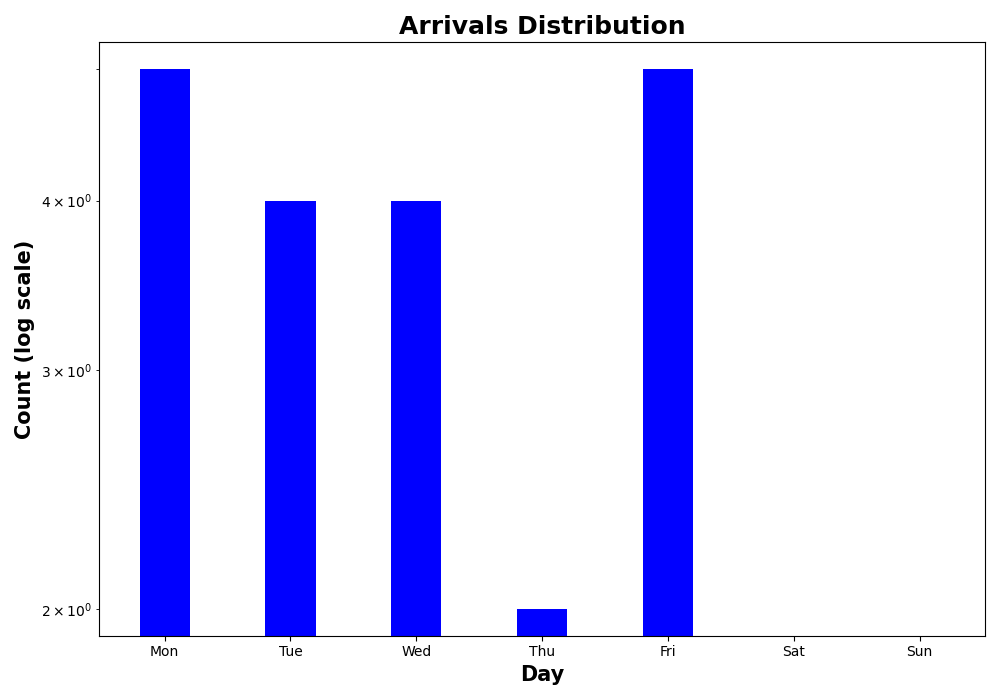 Arrivals Distribution
Count (log scale)
4 × 10⁰
3 × 10⁰
2 × 10⁰
Mon Tue Wed Thu Fri Sat Sun
Day